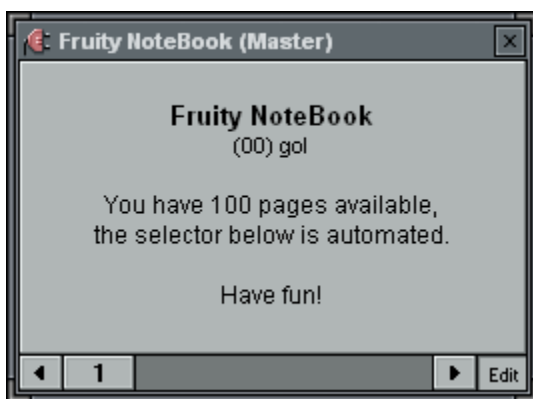 Fruity NoteBook (Master)
Fruity NoteBook
(00) gol
You have 100 pages available,
the selector below is automated.
Have fun!
1
Edit